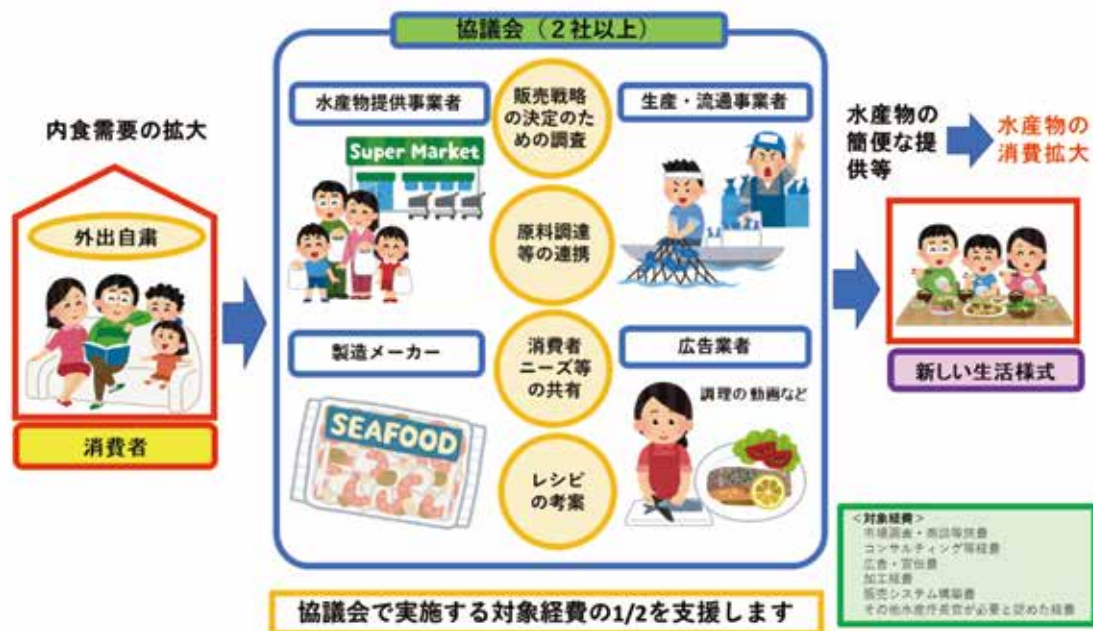 協議会（２社以上）
内食需要の拡大
外出自粛
消費者
水産物提供事業者
Super Market
販売戦略
の決定のた
めの調査
生産・流通事業者
原料調達
等の連携
製造メーカー
SEAFOOD
消費者
ニーズ等
の共有
広告業者
調理の動画など
レシピ
の考案
水産物の
簡便な提
供等
水産物の
消費拡大
新しい生活様式
＜対象経費＞
市場調査・商談等旅費
コンサルティング等経費
広告・宣伝費
加工経費
販売システム構築費
その他水産庁長官が必要と認めた経費
協議会で実施する対象経費の1/2を支援します